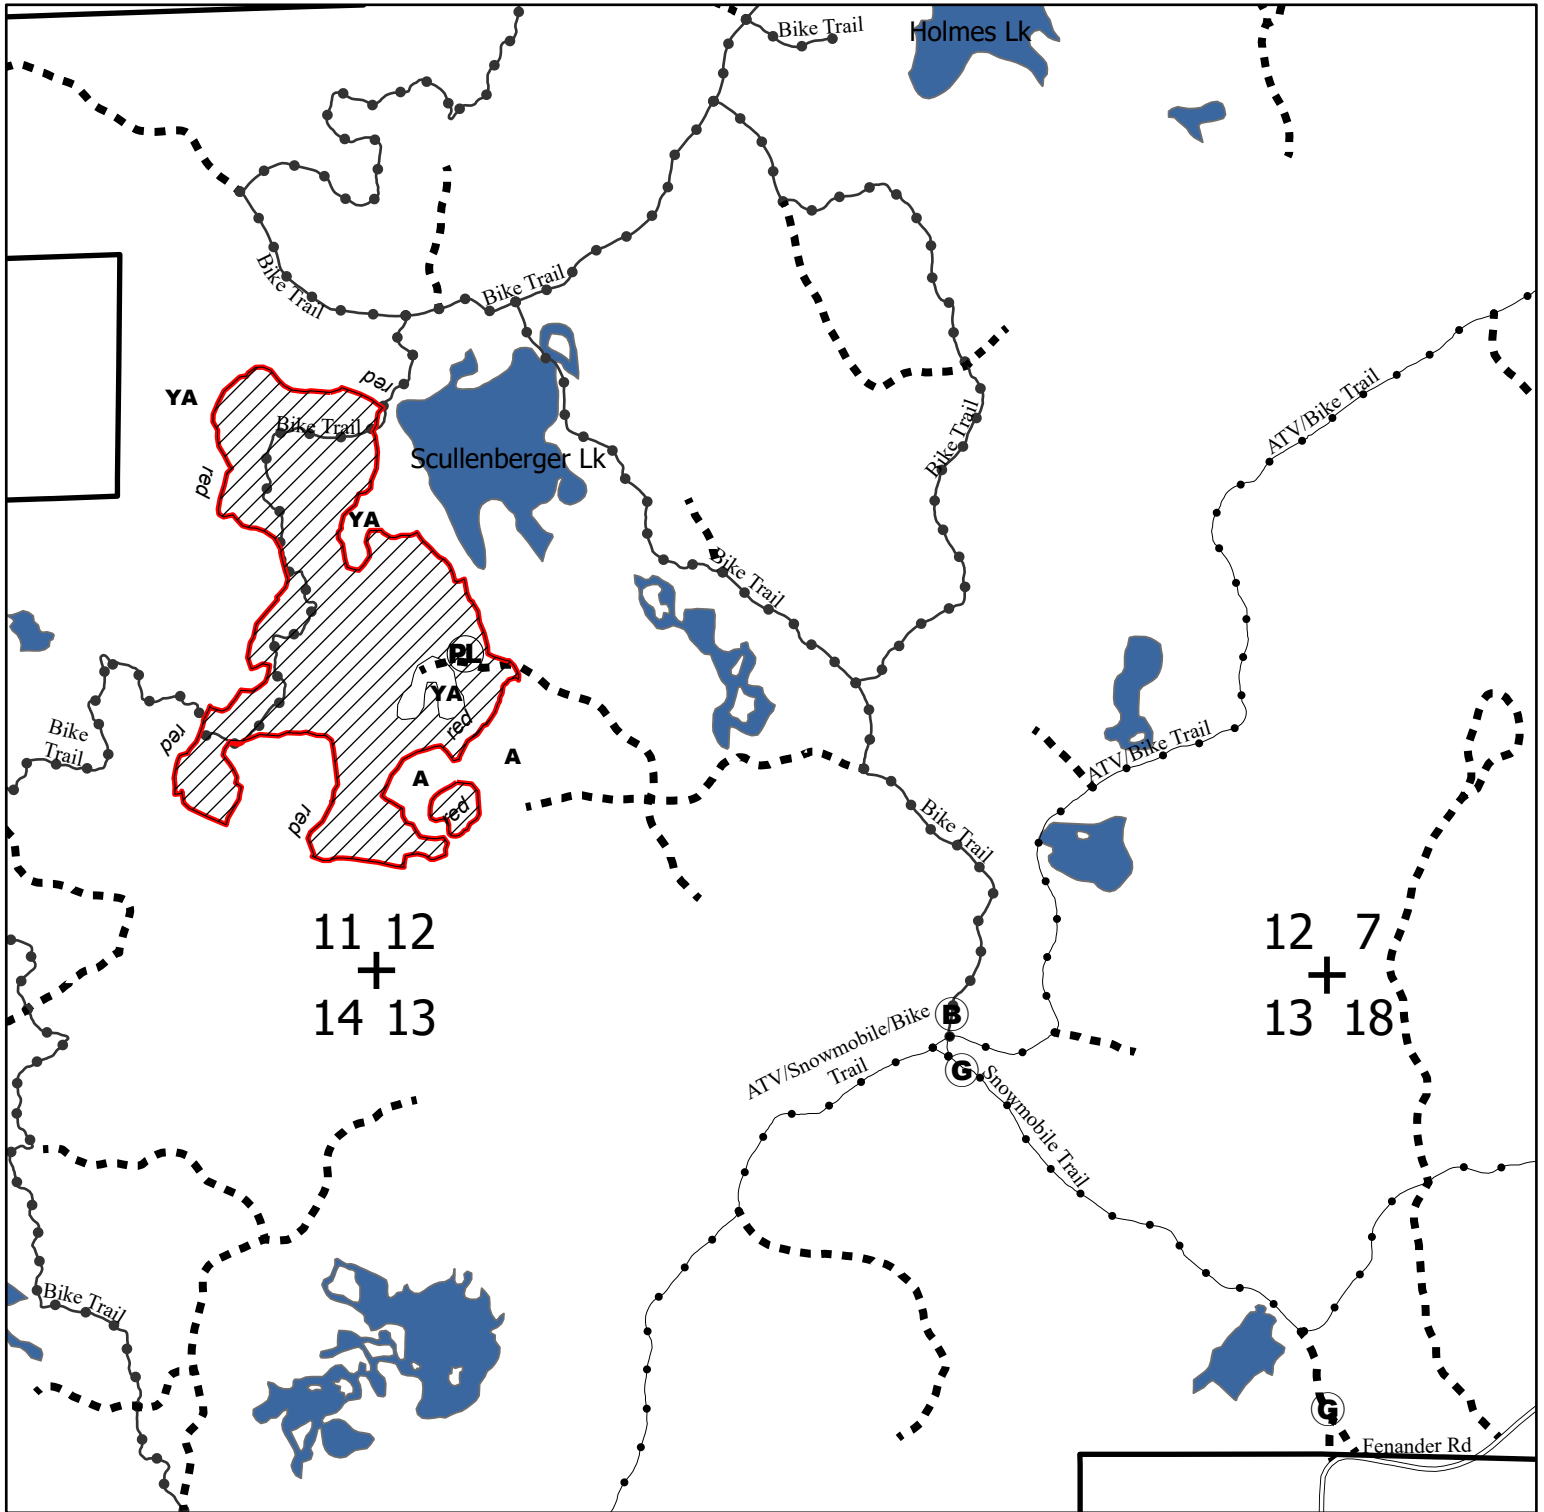 Bike Trail
Holmes Lk
Bike Trail
Bike Trail
red
YA
Bike Trail
Bike Trail
ATV/Bike Trail
Scullenberger Lk
red
YA
Bike Trail
PL
YA
red
Bike
Trail
red
A
A
ATV/Bike Trail
red
red
Bike Trail
11 12
14 13
12 7
13 18
B
ATV/Snowmobile/Bike
Trail
G
Snowmobile Trail
Bike Trail
G
Fenander Rd